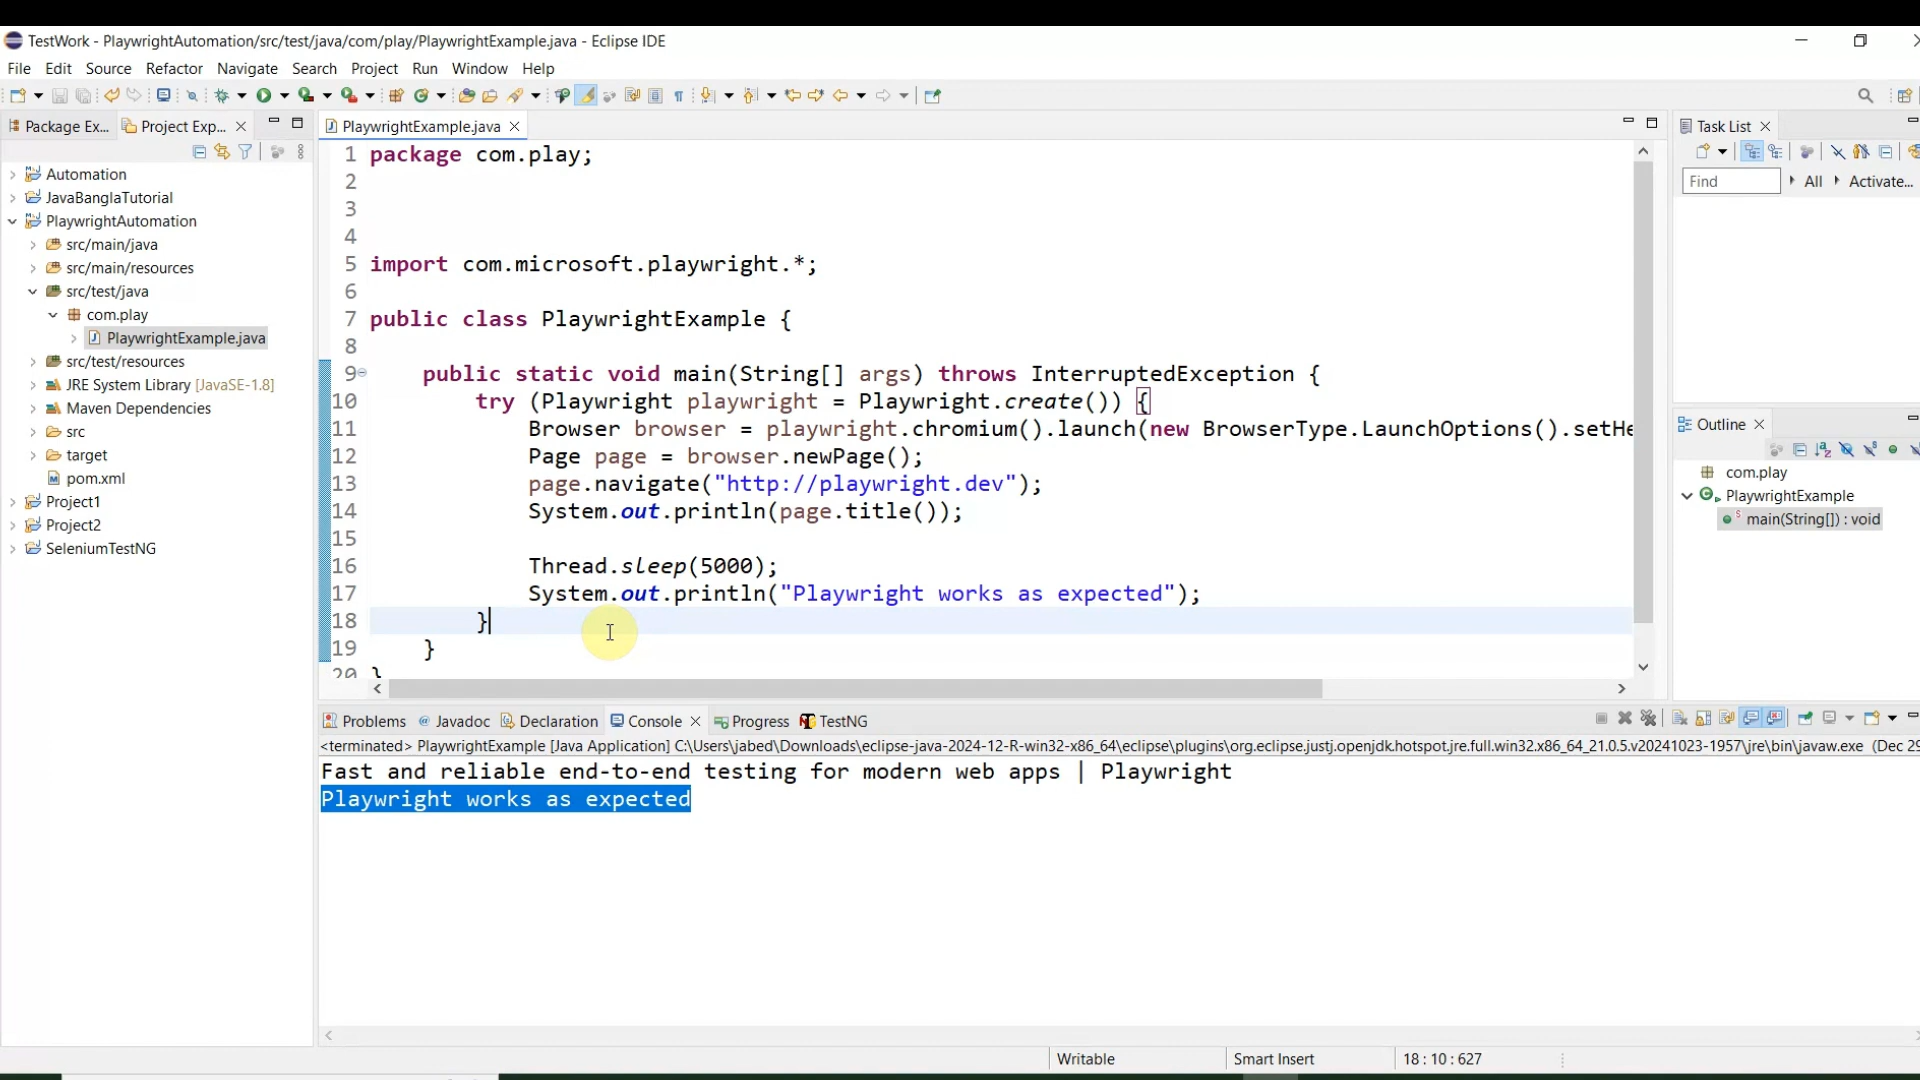 TestWork - PlaywrightAutomation/src/test/java/com/play/PlaywrightExample.java - Eclipse IDE
File Edit Source Refactor Navigate Search Project Run Window Help
Package Ex... Project Exp...
Automation
JavaBanglaTutorial
PlaywrightAutomation
src/main/java
src/main/resources
src/test/java
com.play
PlaywrightExample.java
src/test/resources
JRE System Library [JavaSE-1.8]
Maven Dependencies
src
target
pom.xml
Project1
Project2
SeleniumTestNG
PlaywrightExample.java
1 package com.play;
2
3
4
5 import com.microsoft.playwright.*;
6
7 public class PlaywrightExample {
8
9 public static void main(String[] args) throws InterruptedException {
10 try (Playwright playwright = Playwright.create()) {
11 Browser browser = playwright.chromium().launch(new BrowserType.LaunchOptions().setHe
12 Page page = browser.newPage();
13 page.navigate("http://playwright.dev");
14 System.out.println(page.title());
15
16 Thread.sleep(5000);
17 System.out.println("Playwright works as expected");
18 }
19 }
20 }
Task List
Find All Activate...
Outline
com.play
PlaywrightExample
main(String[]) : void
Problems Javadoc Declaration Console Progress TestNG
<terminated> PlaywrightExample [Java Application] C:\Users\jabed\Downloads\eclipse-java-2024-12-R-win32-x86_64\eclipse\plugins\org.eclipse.justj.openjdk.hotspot.jre.full.win32.x86_64_21.0.5.v20241023-1957\jre\bin\javaw.exe (Dec 29
Fast and reliable end-to-end testing for modern web apps | Playwright
Playwright works as expected
Writable Smart Insert 18 : 10 : 627